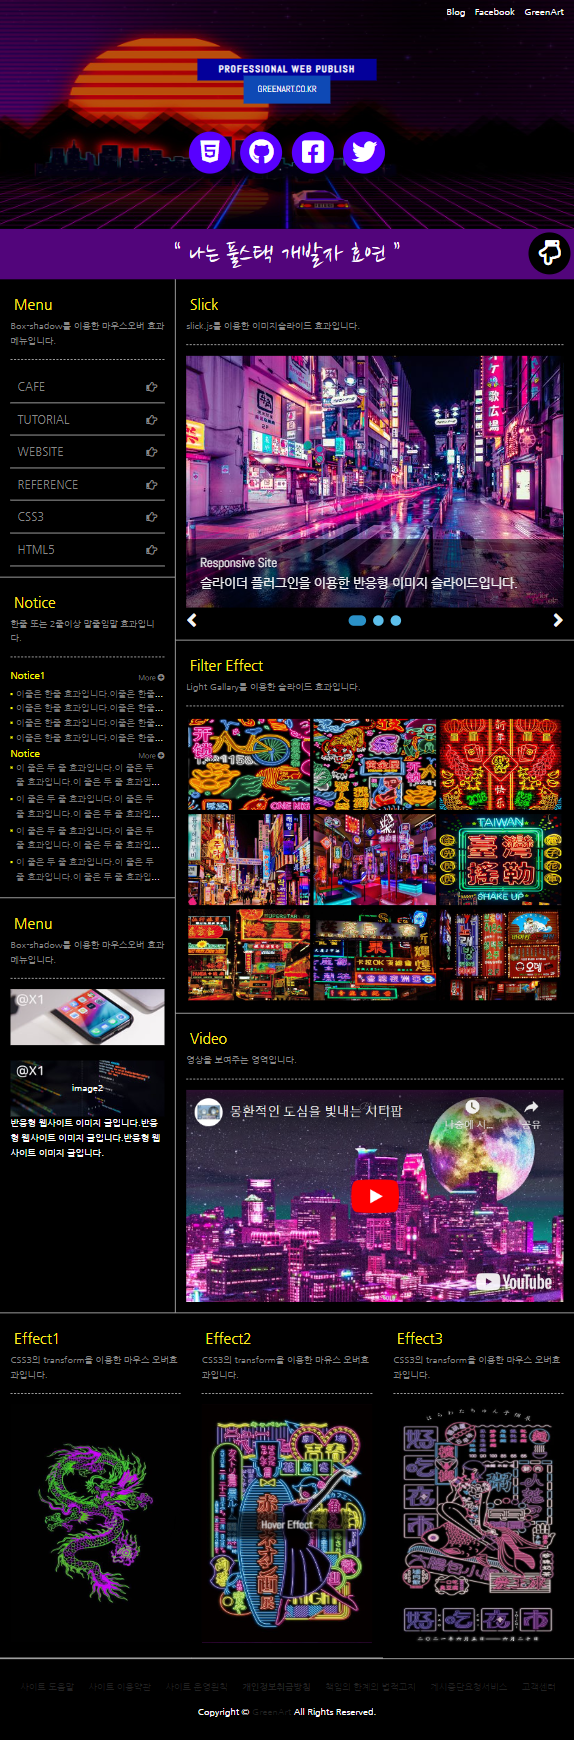 Blog Facebook GreenArt
PROFESSIONAL WEB PUBLISH
GREENART.CO.KR
“ 나는 풀스택 개발자 효연 ”
Menu
Box-shadow를 이용한 마우스오버 효과
메뉴입니다.
CAFE
TUTORIAL
WEBSITE
REFERENCE
CSS3
HTML5
Notice
한줄 또는 2줄이상 말줄임말 효과입니
다.
Notice1 More
이줄은 한줄 효과입니다.이줄은 한줄...
이줄은 한줄 효과입니다.이줄은 한줄...
이줄은 한줄 효과입니다.이줄은 한줄...
이줄은 한줄 효과입니다.이줄은 한줄...
Notice More
이 줄은 두 줄 효과입니다.이 줄은 두
줄 효과입니다.이 줄은 두 줄 효과입...
이 줄은 두 줄 효과입니다.이 줄은 두
줄 효과입니다.이 줄은 두 줄 효과입...
이 줄은 두 줄 효과입니다.이 줄은 두
줄 효과입니다.이 줄은 두 줄 효과입...
이 줄은 두 줄 효과입니다.이 줄은 두
줄 효과입니다.이 줄은 두 줄 효과입...
Menu
Box-shadow를 이용한 마우스오버 효과
메뉴입니다.
@X1
@X1
image2
반응형 웹사이트 이미지 글입니다.반응
형 웹사이트 이미지 글입니다.반응형 웹
사이트 이미지 글입니다.
Slick
slick.js를 이용한 이미지슬라이드 효과입니다.
歌広場
Responsive Site
슬라이더 플러그인을 이용한 반응형 이미지 슬라이드입니다.
Filter Effect
Light Gallary를 이용한 슬라이드 효과입니다.
新年
快乐
2018
TAIWAN
臺灣
搖勒
SHAKE UP
Video
영상을 보여주는 영역입니다.
몽환적인 도심을 빛내는 시티팝
나중에 시...
공유
YouTube
Effect1
CSS3의 transform을 이용한 마우스 오버효
과입니다.
Effect2
CSS3의 transform을 이용한 마유스 오버효
과입니다.
Hover Effect
Effect3
CSS3의 transform을 이용한 마우스 오버효
과입니다.
好吃夜市
好吃夜市
사이트 도움말 사이트 이용약관 사이트 운영원칙 개인정보취급방침 책임의 한계와 법적고지 게시중단요청서비스 고객센터
Copyright © GreenArt All Rights Reserved.